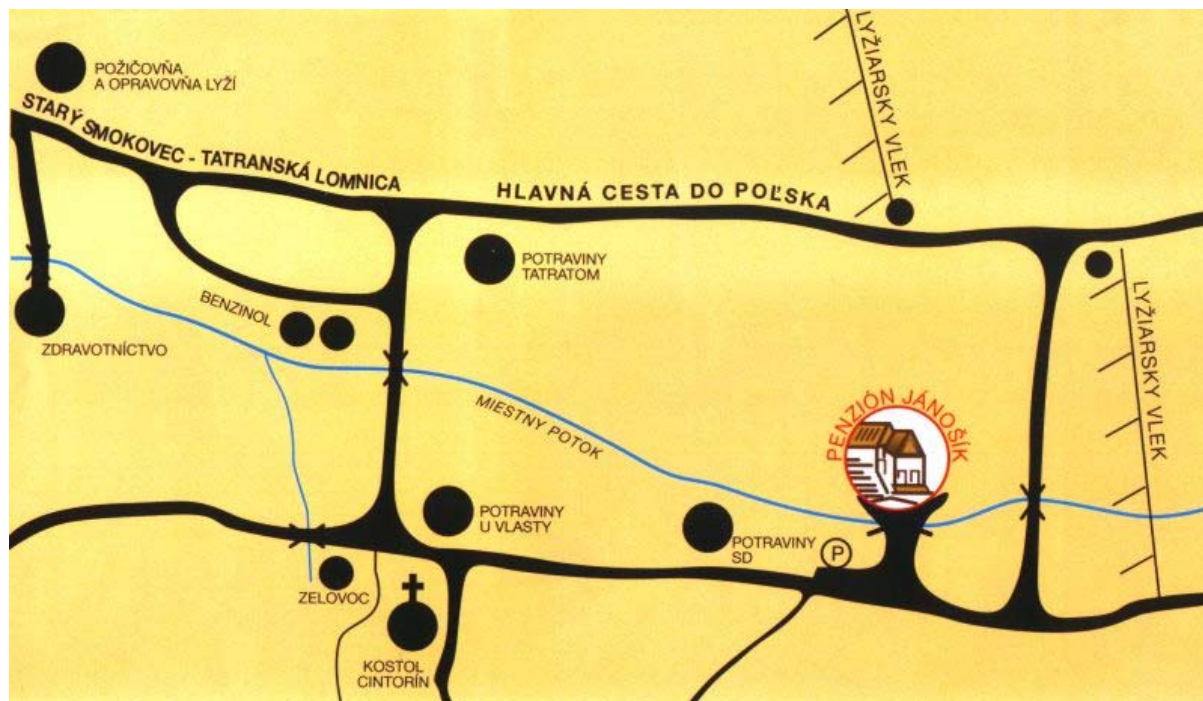 POŽIČOVŇA
A OPRAVOVŇA LYŽÍ
STARÝ SMOKOVEC - TATRANSKÁ LOMNICA
HLAVNÁ CESTA DO POĽSKA
LYŽIARSKY VLEK
POTRAVINY
TATRATOM
BENZINOL
ZDRAVOTNÍCTVO
LYŽIARSKY VLEK
MIESTNY POTOK
PENZIÓN JÁNOŠÍK
POTRAVINY
U VLASTY
POTRAVINY
SD
P
ZELOVOC
KOSTOL
CINTORÍN